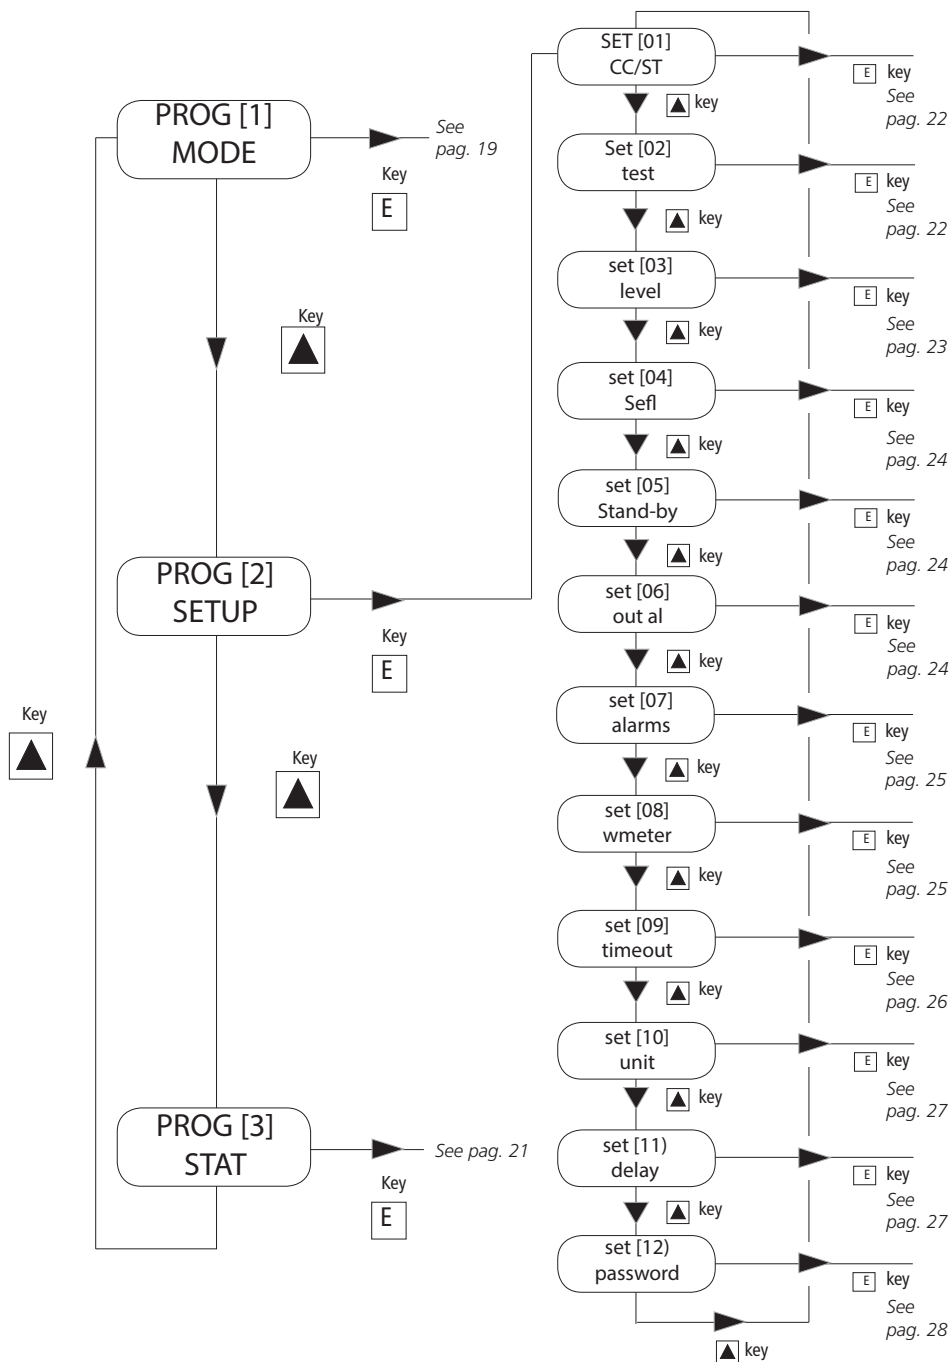 PROG [1]
MODE
See
pag. 19
Key
E
Key
PROG [2]
SETUP
Key
E
Key
Key
PROG [3]
STAT
See pag. 21
Key
E
SET [01]
CC/ST
E key
See
pag. 22
key
Set [02]
test
E key
See
pag. 22
key
set [03]
level
E key
See
pag. 23
key
set [04]
Sefl
E key
See
pag. 24
key
set [05]
Stand-by
E key
See
pag. 24
key
set [06]
out al
E key
See
pag. 24
key
set [07]
alarms
E key
See
pag. 25
key
set [08]
wmeter
E key
See
pag. 25
key
set [09]
timeout
E key
See
pag. 26
key
set [10]
unit
E key
See
pag. 27
key
set [11)
delay
E key
See
pag. 27
key
set [12)
password
E key
See
pag. 28
key